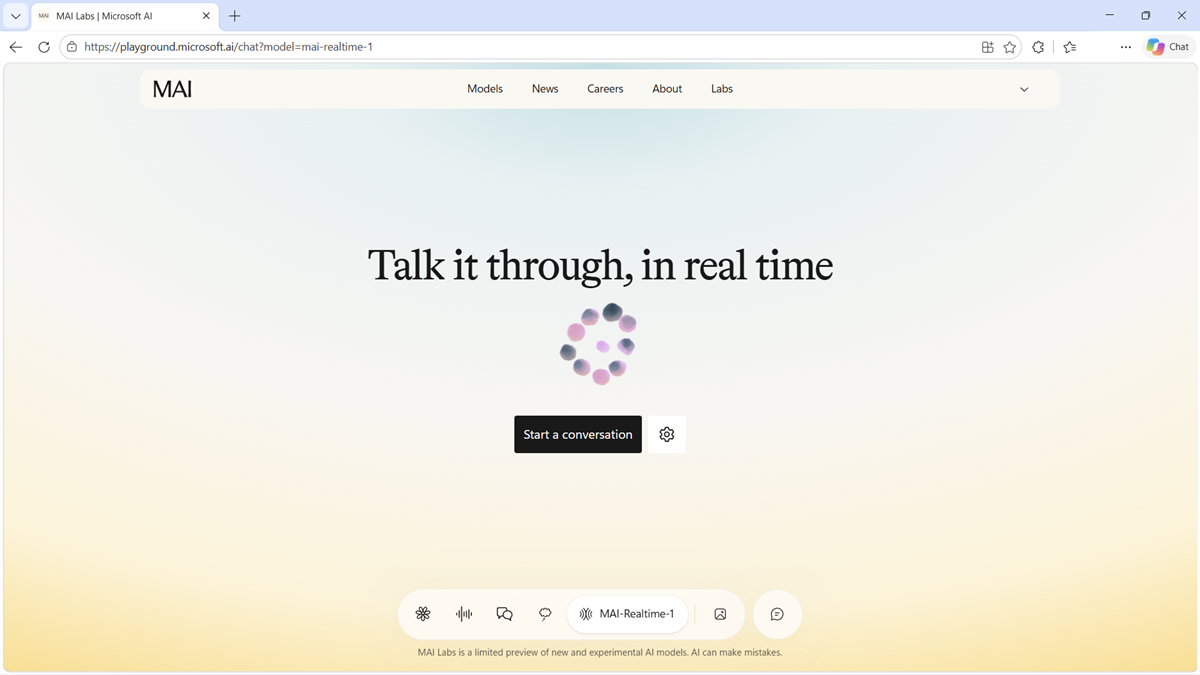 MAI MAI Labs | Microsoft AI
https://playground.microsoft.ai/chat?model=mai-realtime-1
Chat
MAI
Models News Careers About Labs
Talk it through, in real time
Start a conversation
MAI-Realtime-1
MAI Labs is a limited preview of new and experimental AI models. AI can make mistakes.